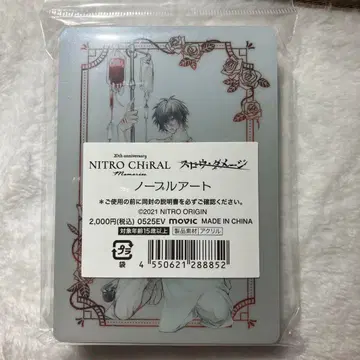 10th anniversary
NITRO CHiRAL スロウ・ダメージ
Memories
ノーブルアート
＊ご使用の前に同封の説明書を必ずご確認ください。
©2021 NITRO ORIGIN
2,000円(税込) 0525EV movic MADE IN CHINA
対象年齢15歳以上 製品素材 アクリル
プラ
袋
4 550621 288852